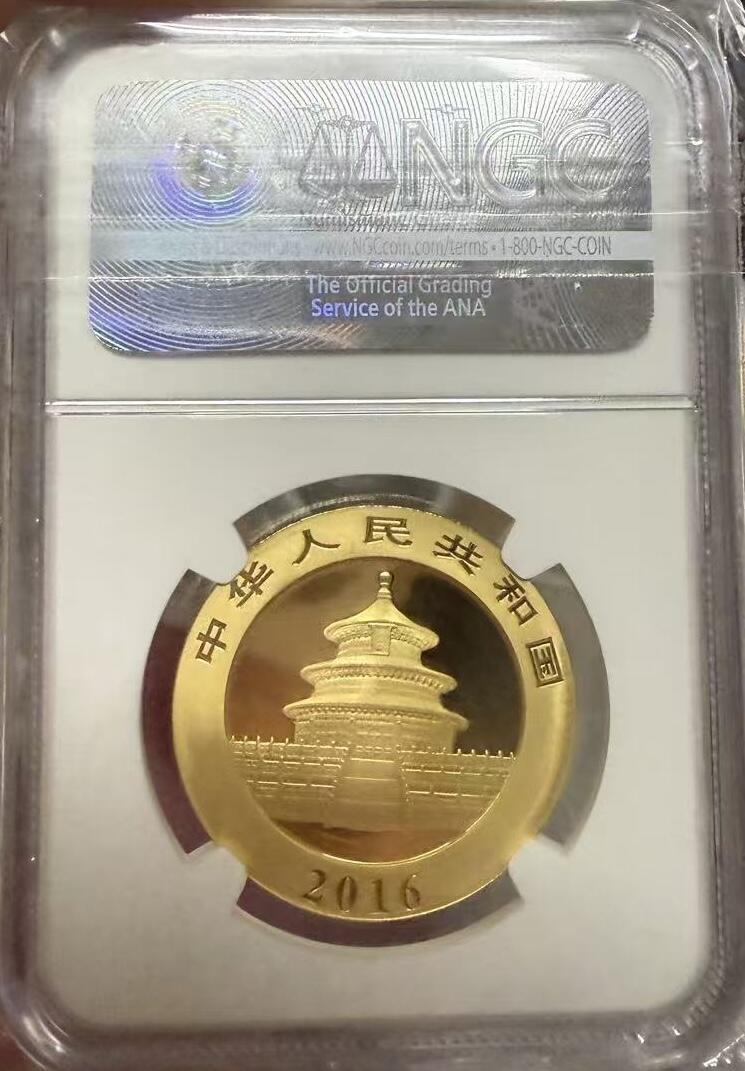 NGC
www.NGCcoin.com/terms • 1-800-NGC-COIN
The Official Grading
Service of the ANA
中华人民共和国
2016